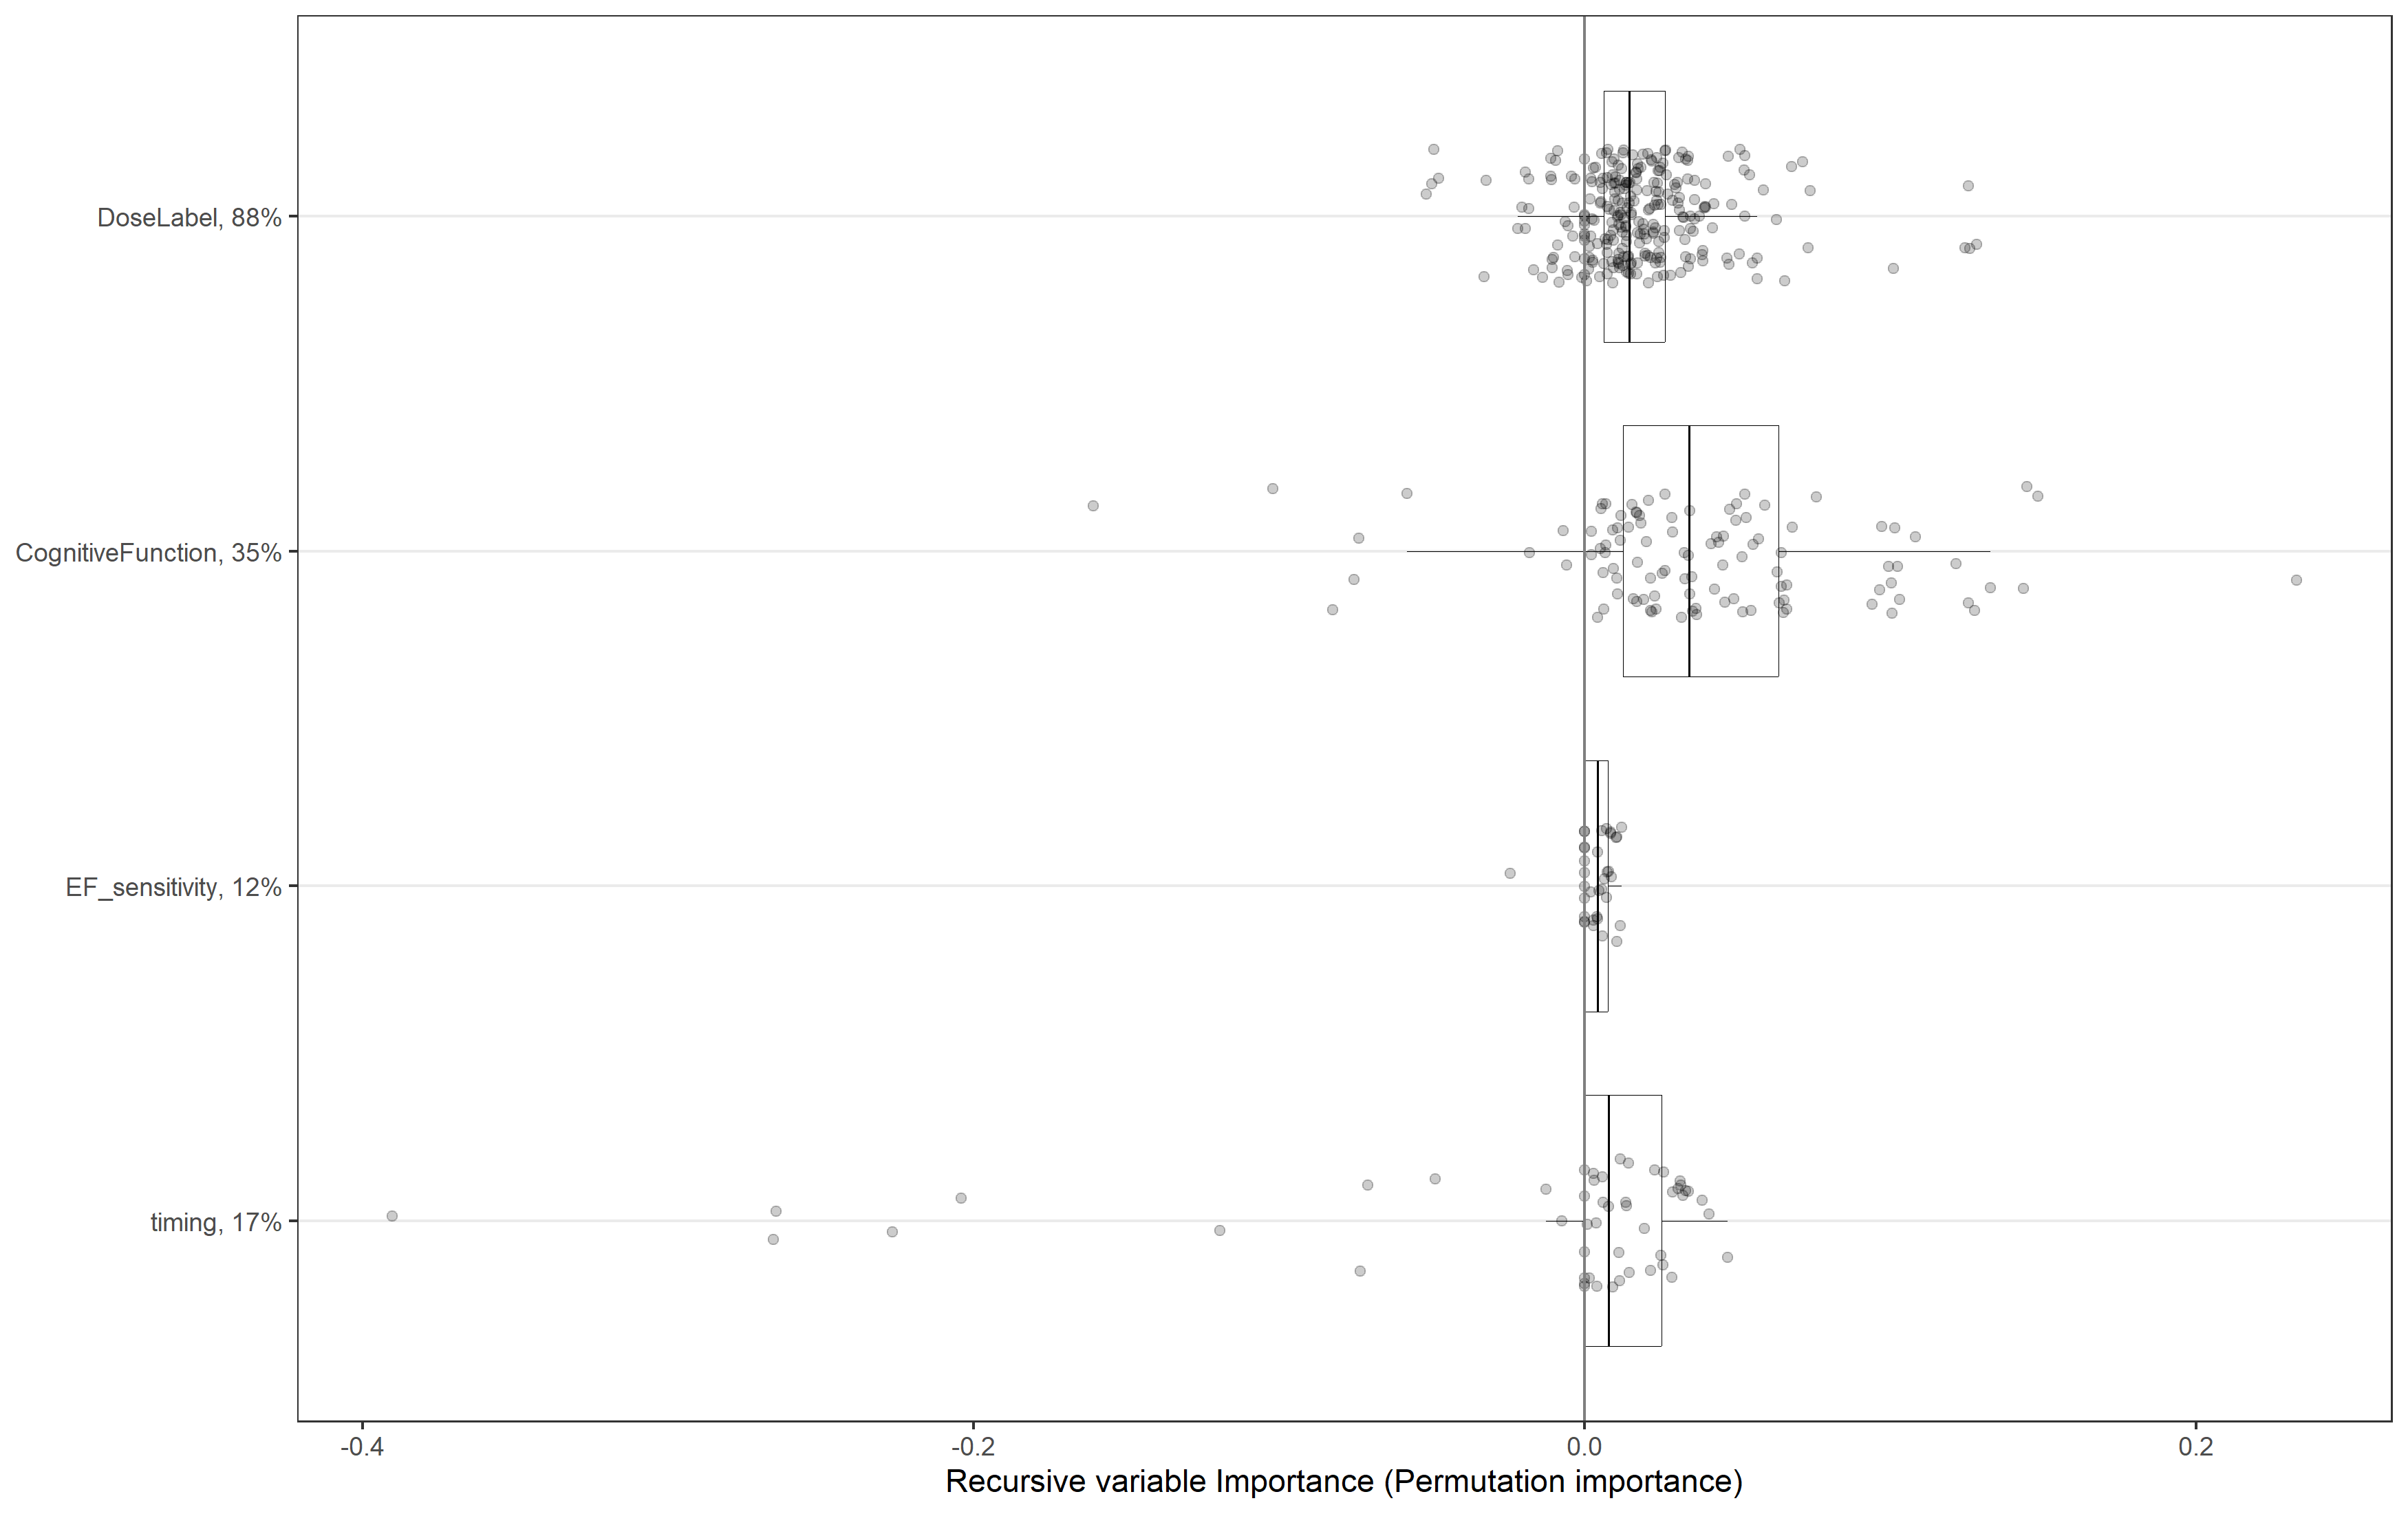 DoseLabel, 88%
CognitiveFunction, 35%
EF_sensitivity, 12%
timing, 17%
-0.4 -0.2 0.0 0.2
Recursive variable Importance (Permutation importance)